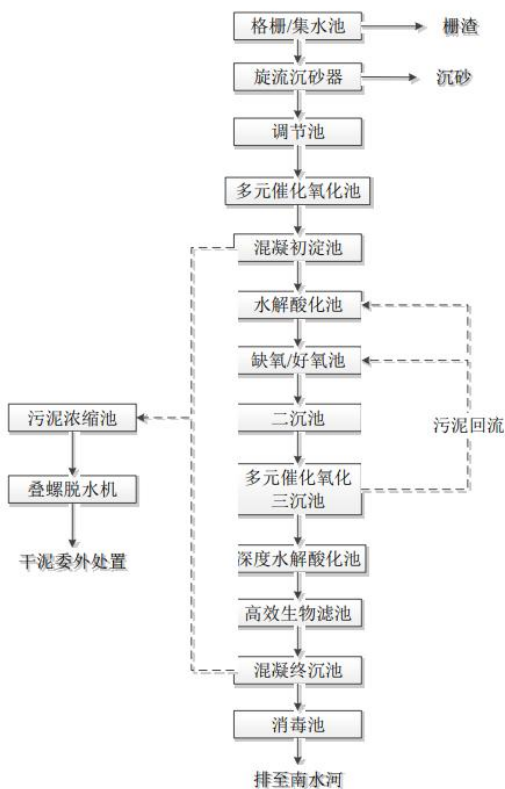 格栅/集水池
栅渣
旋流沉砂器
沉砂
调节池
多元催化氧化池
混凝初淀池
水解酸化池
缺氧/好氧池
污泥浓缩池
二沉池
污泥回流
叠螺脱水机
多元催化氧化
三沉池
干泥委外处置
深度水解酸化池
高效生物滤池
混凝终沉池
消毒池
排至南水河